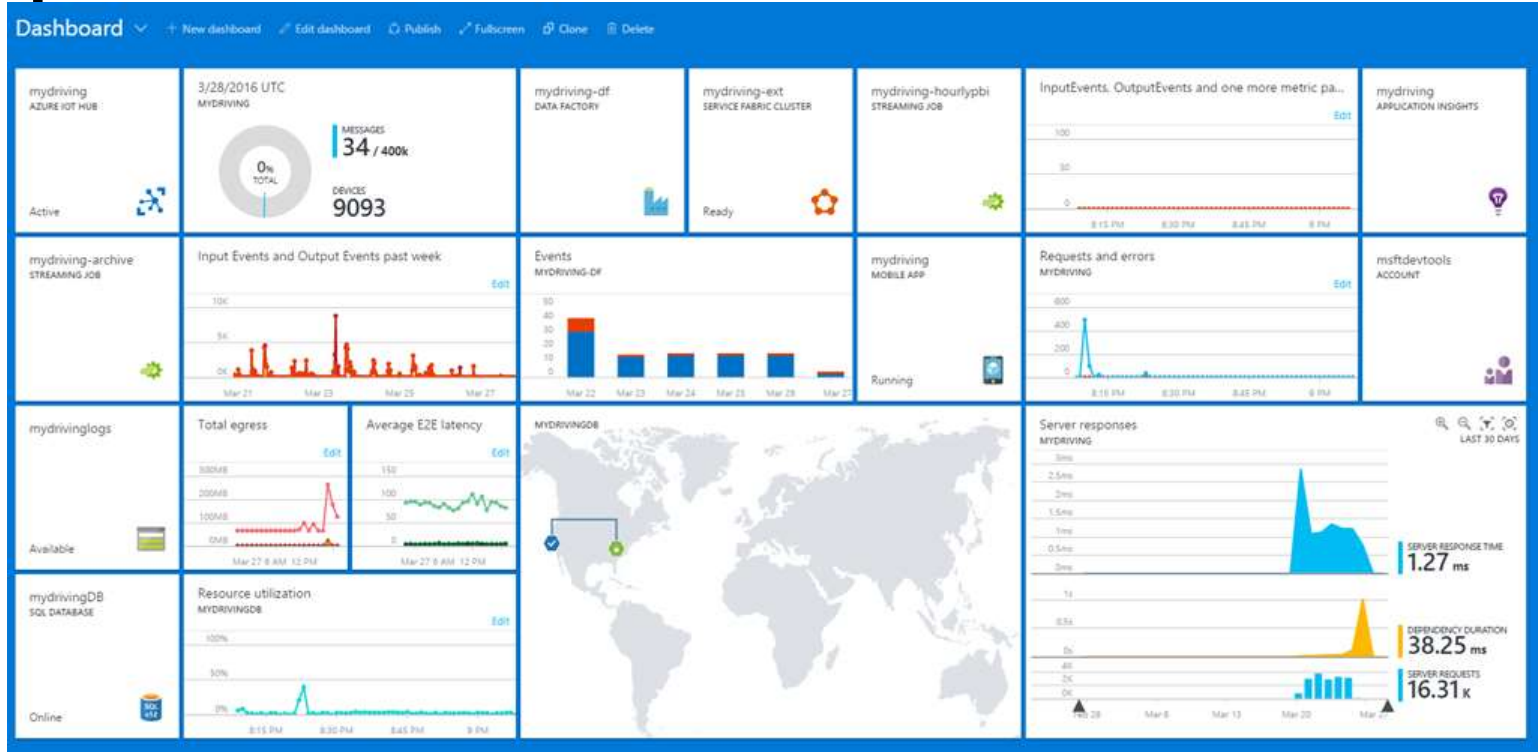 Dashboard
New dashboard
Edit dashboard
Publish
Fullscreen
Clone
Delete
mydriving
AZURE IOT HUB
Active
3/28/2016 UTC
MYDRIVING
0%
TOTAL
MESSAGES
34 / 400k
DEVICES
9093
mydriving-df
DATA FACTORY
mydriving-ext
SERVICE FABRIC CLUSTER
Ready
mydriving-hourlypbi
STREAMING JOB
InputEvents, OutputEvents and one more metric pa...
Edit
100
50
0
8:15 PM 8:30 PM 8:45 PM 9 PM
mydriving
APPLICATION INSIGHTS
mydriving-archive
STREAMING JOB
Input Events and Output Events past week
Edit
10K
5K
0K
Mar 21 Mar 23 Mar 25 Mar 27
Events
MYDRIVING-DF
50
40
30
20
10
0
Mar 22 Mar 23 Mar 24 Mar 25 Mar 26 Mar 27
mydriving
MOBILE APP
Running
Requests and errors
MYDRIVING
Edit
600
400
200
0
8:15 PM 8:30 PM 8:45 PM 9 PM
msftdevtools
ACCOUNT
mydrivinglogs
Available
Total egress
Edit
300MB
200MB
100MB
0MB
Mar 27 6 AM 12 PM
Average E2E latency
Edit
150
100
50
0
Mar 27 6 AM 12 PM
MYDRIVINGDB
Server responses
MYDRIVING
LAST 30 DAYS
3ms
2.5ms
2ms
1.5ms
1ms
0.5ms
0ms
SERVER RESPONSE TIME
1.27 ms
1s
0.5s
0s
DEPENDENCY DURATION
38.25 ms
4K
2K
0K
SERVER REQUESTS
16.31 K
Feb 28 Mar 6 Mar 13 Mar 20 Mar 27
mydrivingDB
SQL DATABASE
SQL
v12
Online
Resource utilization
MYDRIVINGDB
Edit
100%
50%
0%
8:15 PM 8:30 PM 8:45 PM 9 PM